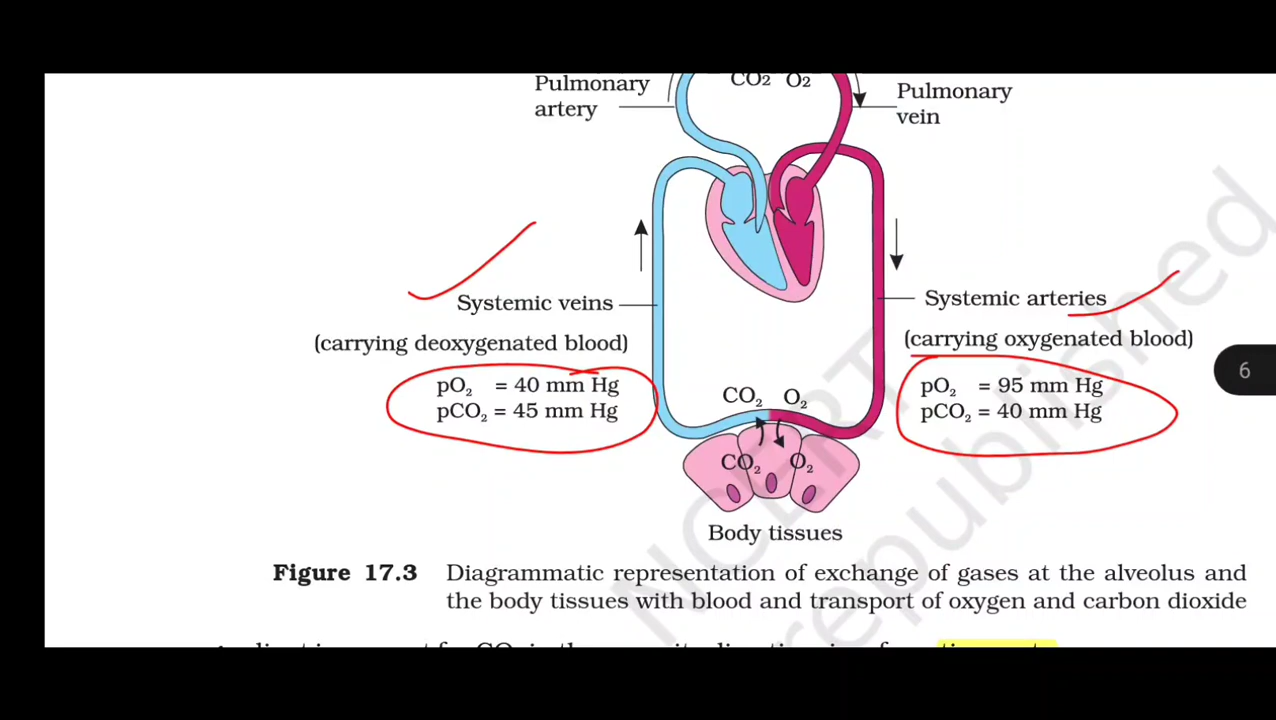 CO2 O2
Pulmonary
artery
Pulmonary
vein
Systemic veins
(carrying deoxygenated blood)
pO₂ = 40 mm Hg
pCO₂ = 45 mm Hg
Systemic arteries
(carrying oxygenated blood)
pO₂ = 95 mm Hg
pCO₂ = 40 mm Hg
6
CO₂ O₂
CO₂ O₂
Body tissues
NCERT
republished
Figure 17.3 Diagrammatic representation of exchange of gases at the alveolus and
the body tissues with blood and transport of oxygen and carbon dioxide